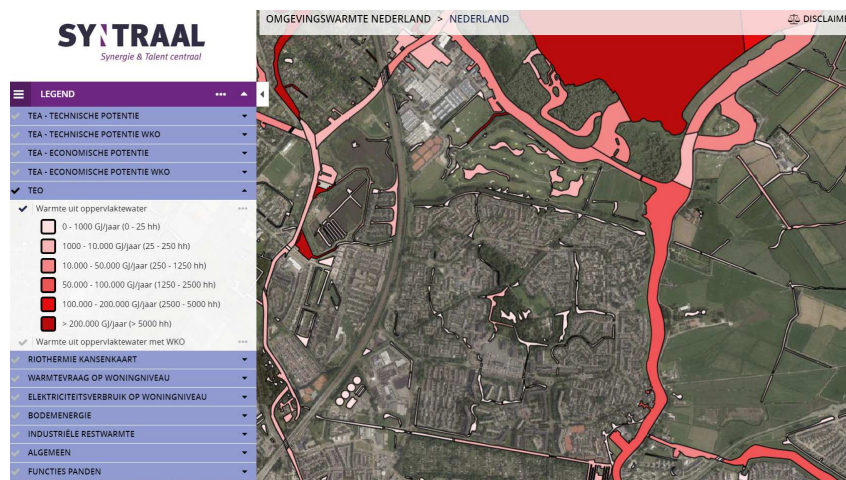 SYNTRAAL
Synergie & Talent centraal
OMGEVINGSWARMTE NEDERLAND > NEDERLAND
DISCLAIME
LEGEND
TEA - TECHNISCHE POTENTIE
TEA - TECHNISCHE POTENTIE WKO
TEA - ECONOMISCHE POTENTIE
TEA - ECONOMISCHE POTENTIE WKO
TEO
Warmte uit oppervlaktewater
0 - 1000 GJ/jaar (0 - 25 hh)
1000 - 10.000 GJ/jaar (25 - 250 hh)
10.000 - 50.000 GJ/jaar (250 - 1250 hh)
50.000 - 100.000 GJ/jaar (1250 - 2500 hh)
100.000 - 200.000 GJ/jaar (2500 - 5000 hh)
> 200.000 GJ/jaar (> 5000 hh)
Warmte uit oppervlaktewater met WKO
RIOTHERMIE KANSENKAART
WARMTEVRAAG OP WONINGNIVEAU
ELEKTRICITEITSVERBRUIK OP WONINGNIVEAU
BODEMENERGIE
INDUSTRIËLE RESTWARMTE
ALGEMEEN
FUNCTIES PANDEN